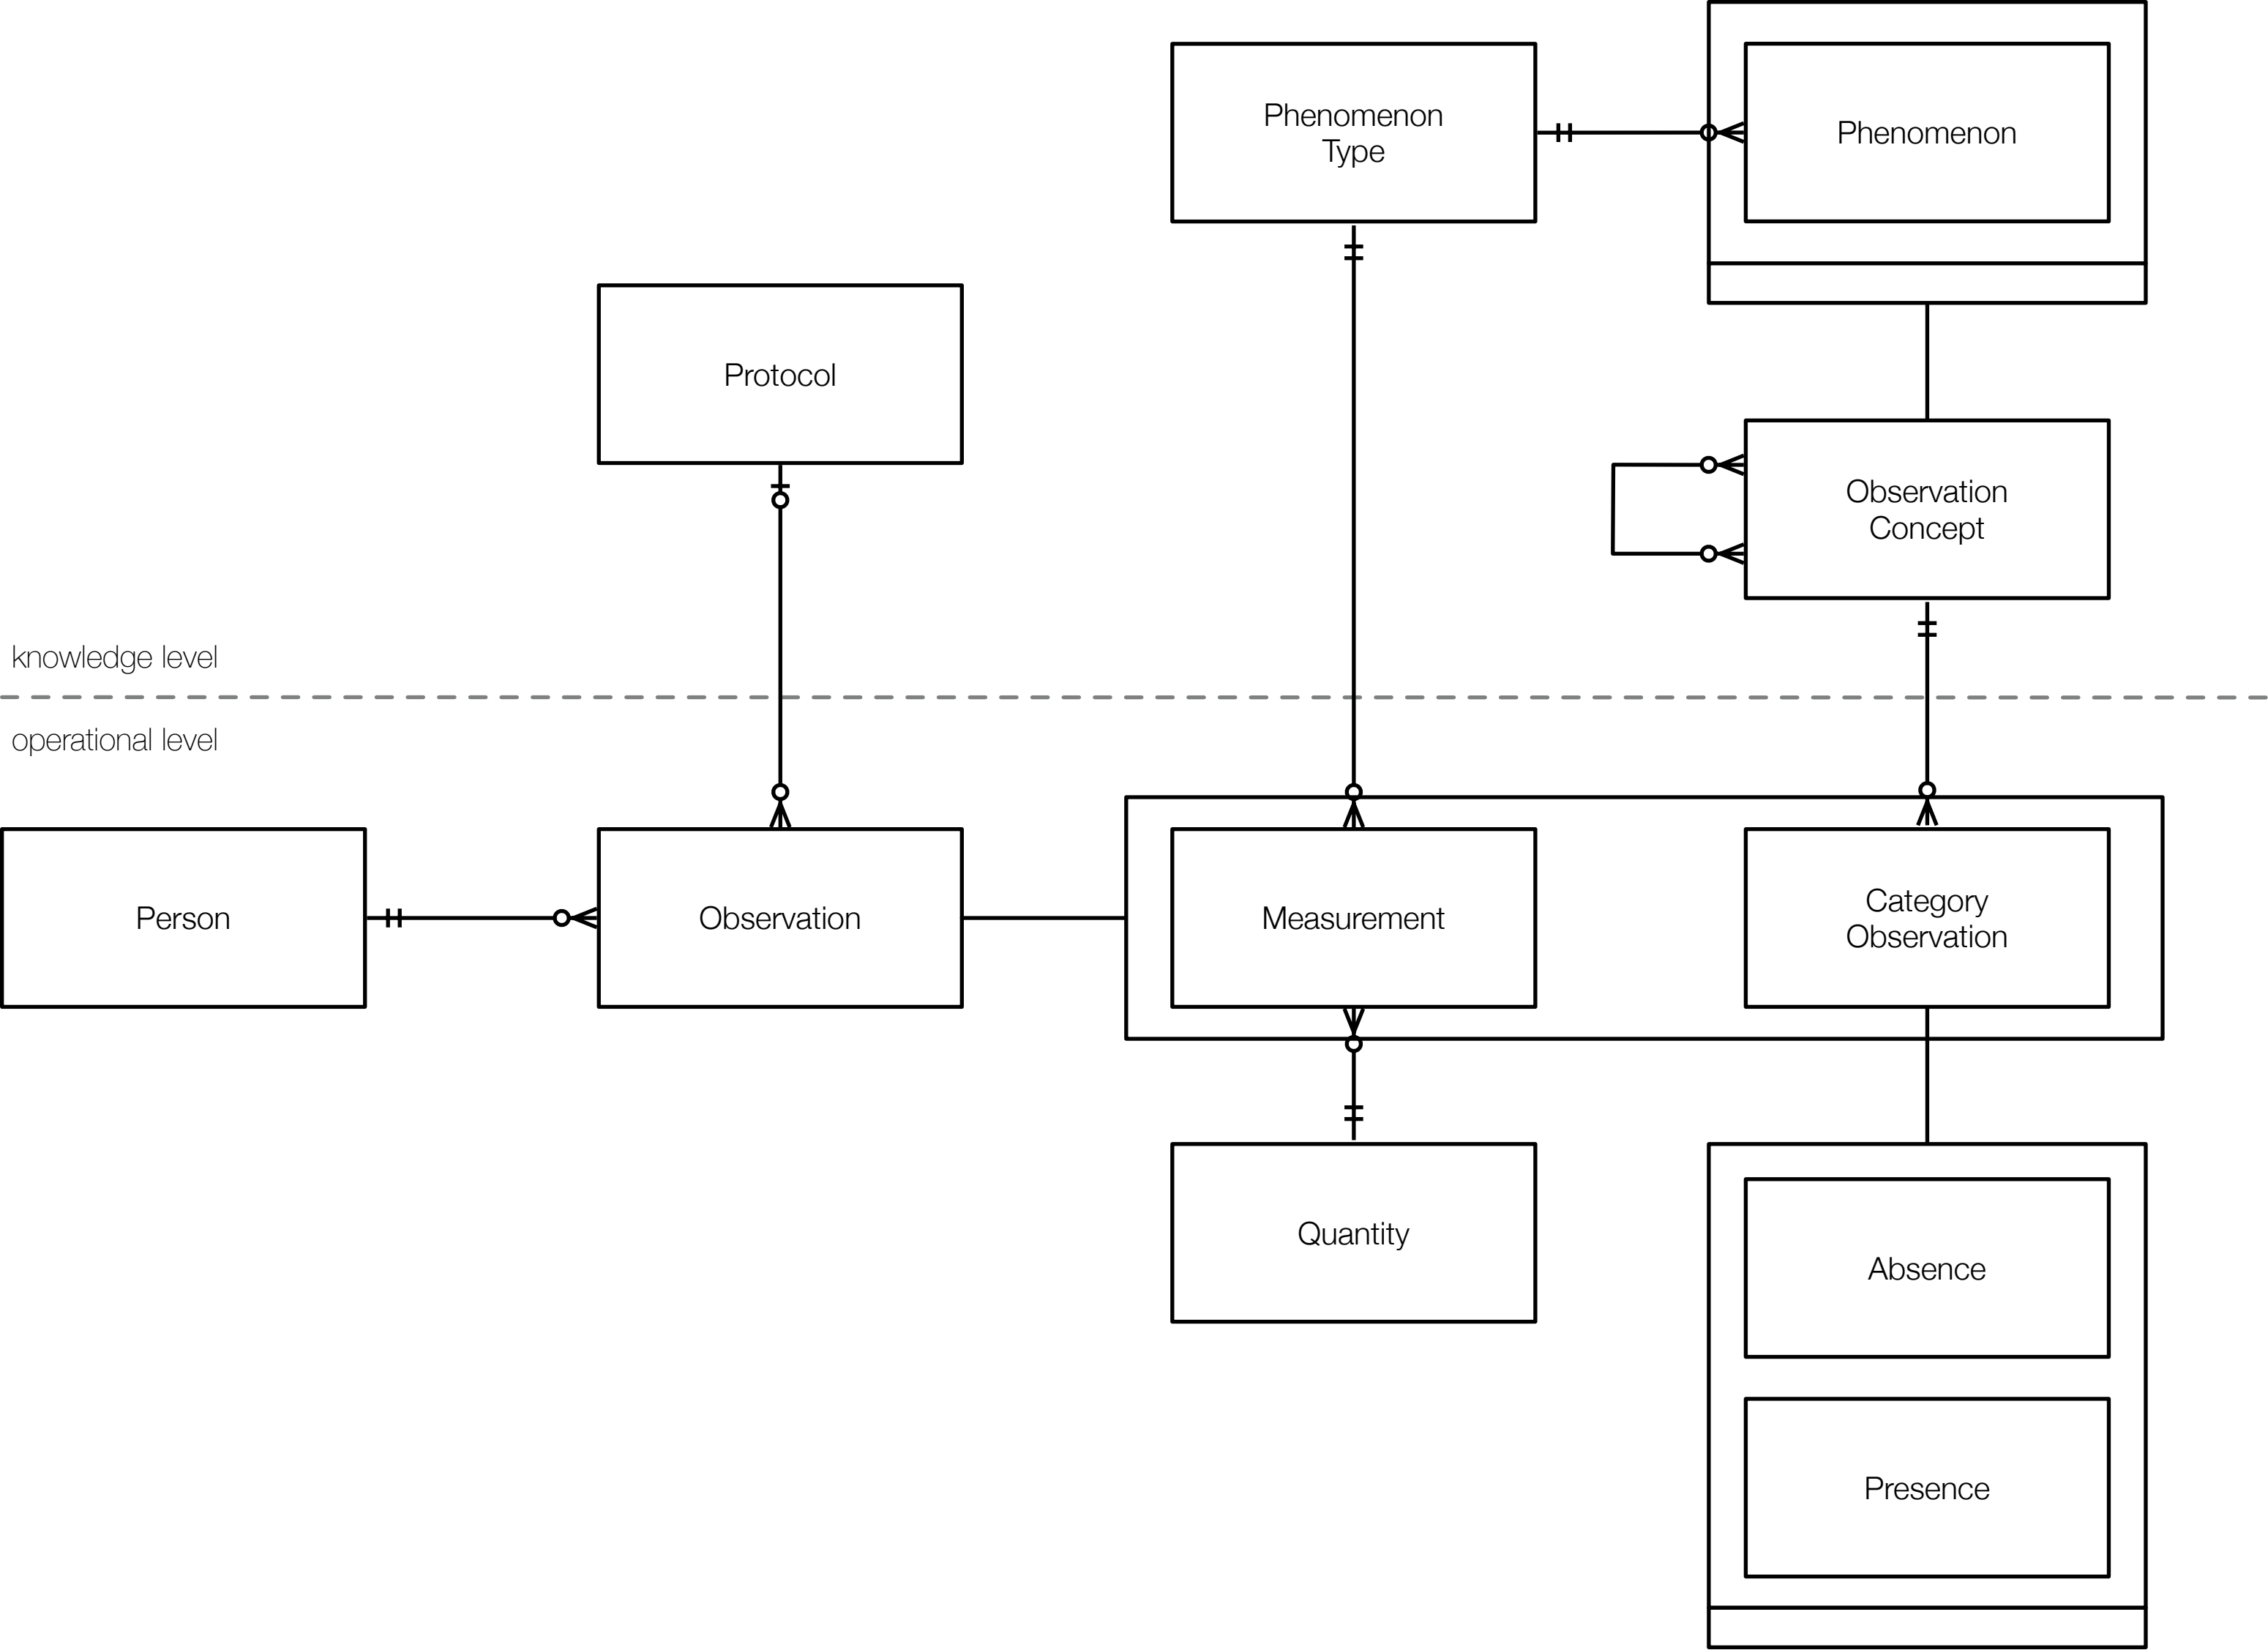 Phenomenon
Type
Phenomenon
Protocol
Observation
Concept
knowledge level
operational level
Person
Observation
Measurement
Category
Observation
Quantity
Absence
Presence